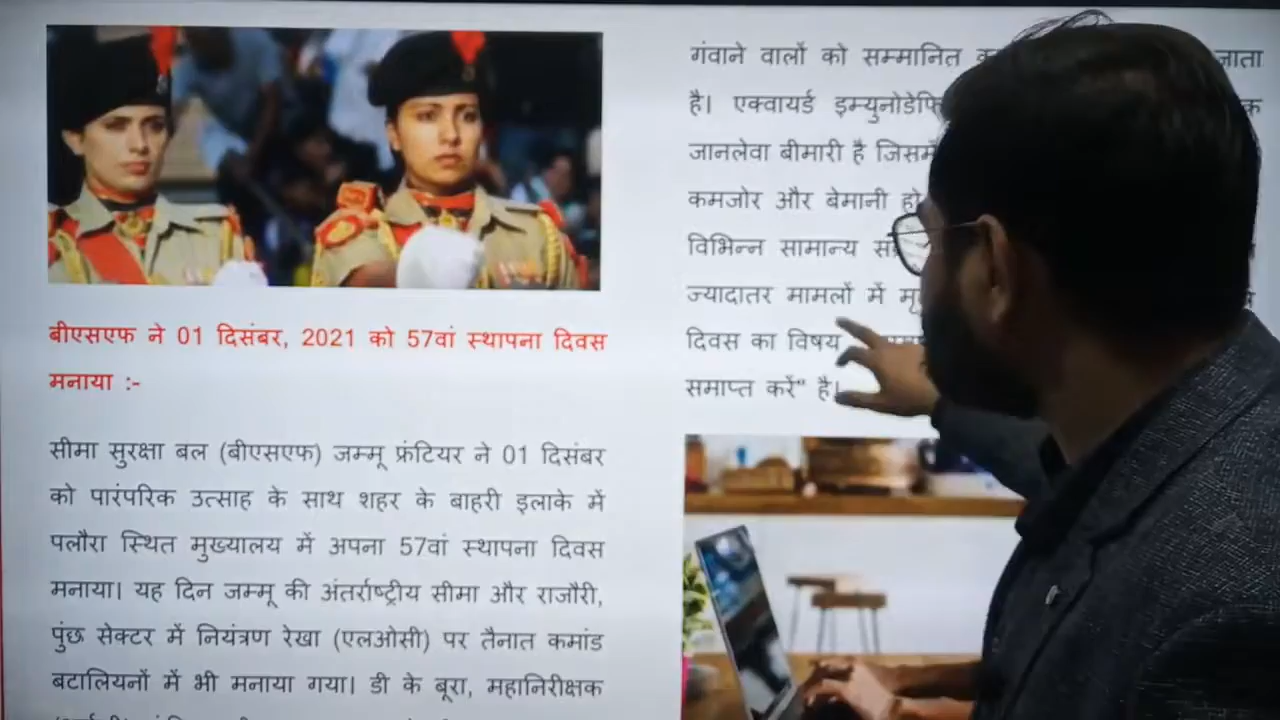 बीएसएफ ने 01 दिसंबर, 2021 को 57वां स्थापना दिवस
मनाया :-
सीमा सुरक्षा बल (बीएसएफ) जम्मू फ्रंटियर ने 01 दिसंबर
को पारंपरिक उत्साह के साथ शहर के बाहरी इलाके में
पलौरा स्थित मुख्यालय में अपना 57वां स्थापना दिवस
मनाया। यह दिन जम्मू की अंतर्राष्ट्रीय सीमा और राजौरी,
पुंछ सेक्टर में नियंत्रण रेखा (एलओसी) पर तैनात कमांड
बटालियनों में भी मनाया गया। डी के बूरा, महानिरीक्षक
गंवाने वालों को सम्मानित
है। एक्वायर्ड
जानलेवा बीमारी है जिसमें
कमजोर और बेमानी हो
विभिन्न सामान्य
ज्यादातर मामलों में
दिवस का विषय
समाप्त करें" है।